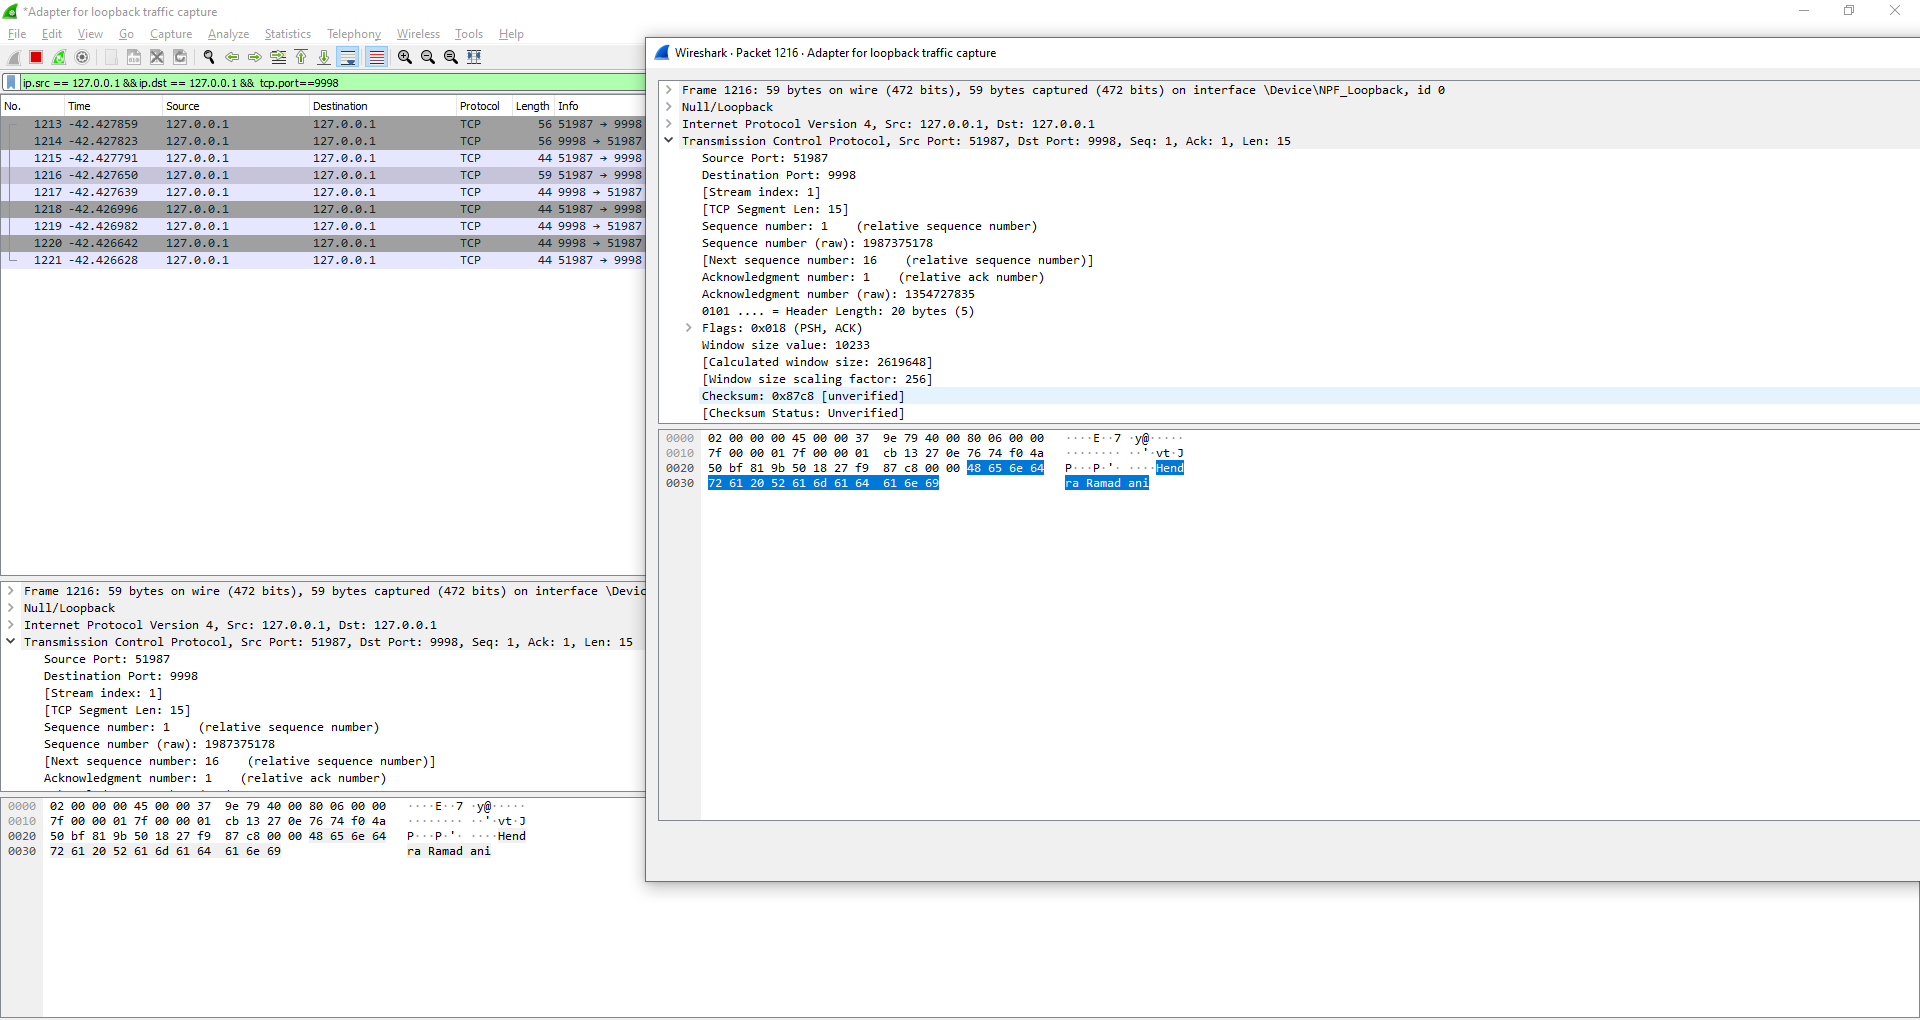 *Adapter for loopback traffic capture
File Edit View Go Capture Analyze Statistics Telephony Wireless Tools Help
ip.src == 127.0.0.1 && ip.dst == 127.0.0.1 && tcp.port==9998
No. Time Source Destination Protocol Length Info
1213 -42.427859 127.0.0.1 127.0.0.1 TCP 56 51987 → 9998
1214 -42.427823 127.0.0.1 127.0.0.1 TCP 56 9998 → 51987
1215 -42.427791 127.0.0.1 127.0.0.1 TCP 44 51987 → 9998
1216 -42.427650 127.0.0.1 127.0.0.1 TCP 59 51987 → 9998
1217 -42.427639 127.0.0.1 127.0.0.1 TCP 44 9998 → 51987
1218 -42.426996 127.0.0.1 127.0.0.1 TCP 44 51987 → 9998
1219 -42.426982 127.0.0.1 127.0.0.1 TCP 44 9998 → 51987
1220 -42.426642 127.0.0.1 127.0.0.1 TCP 44 9998 → 51987
1221 -42.426628 127.0.0.1 127.0.0.1 TCP 44 51987 → 9998
Frame 1216: 59 bytes on wire (472 bits), 59 bytes captured (472 bits) on interface \Devic
Null/Loopback
Internet Protocol Version 4, Src: 127.0.0.1, Dst: 127.0.0.1
Transmission Control Protocol, Src Port: 51987, Dst Port: 9998, Seq: 1, Ack: 1, Len: 15
Source Port: 51987
Destination Port: 9998
[Stream index: 1]
[TCP Segment Len: 15]
Sequence number: 1    (relative sequence number)
Sequence number (raw): 1987375178
[Next sequence number: 16    (relative sequence number)]
Acknowledgment number: 1    (relative ack number)
0000 02 00 00 00 45 00 00 37 9e 79 40 00 80 06 00 00 ····E··7 ·y@·····
0010 7f 00 00 01 7f 00 00 01 cb 13 27 0e 76 74 f0 4a ········ ··'·vt·J
0020 50 bf 81 9b 50 18 27 f9 87 c8 00 00 48 65 6e 64 P···P·'· ····Hend
0030 72 61 20 52 61 6d 61 64 61 6e 69 ra Ramad ani
Wireshark · Packet 1216 · Adapter for loopback traffic capture
Frame 1216: 59 bytes on wire (472 bits), 59 bytes captured (472 bits) on interface \Device\NPF_Loopback, id 0
Null/Loopback
Internet Protocol Version 4, Src: 127.0.0.1, Dst: 127.0.0.1
Transmission Control Protocol, Src Port: 51987, Dst Port: 9998, Seq: 1, Ack: 1, Len: 15
Source Port: 51987
Destination Port: 9998
[Stream index: 1]
[TCP Segment Len: 15]
Sequence number: 1    (relative sequence number)
Sequence number (raw): 1987375178
[Next sequence number: 16    (relative sequence number)]
Acknowledgment number: 1    (relative ack number)
Acknowledgment number (raw): 1354727835
0101 .... = Header Length: 20 bytes (5)
Flags: 0x018 (PSH, ACK)
Window size value: 10233
[Calculated window size: 2619648]
[Window size scaling factor: 256]
Checksum: 0x87c8 [unverified]
[Checksum Status: Unverified]
0000 02 00 00 00 45 00 00 37 9e 79 40 00 80 06 00 00 ····E··7 ·y@·····
0010 7f 00 00 01 7f 00 00 01 cb 13 27 0e 76 74 f0 4a ········ ··'·vt·J
0020 50 bf 81 9b 50 18 27 f9 87 c8 00 00 48 65 6e 64 P···P·'· ····Hend
0030 72 61 20 52 61 6d 61 64 61 6e 69 ra Ramad ani